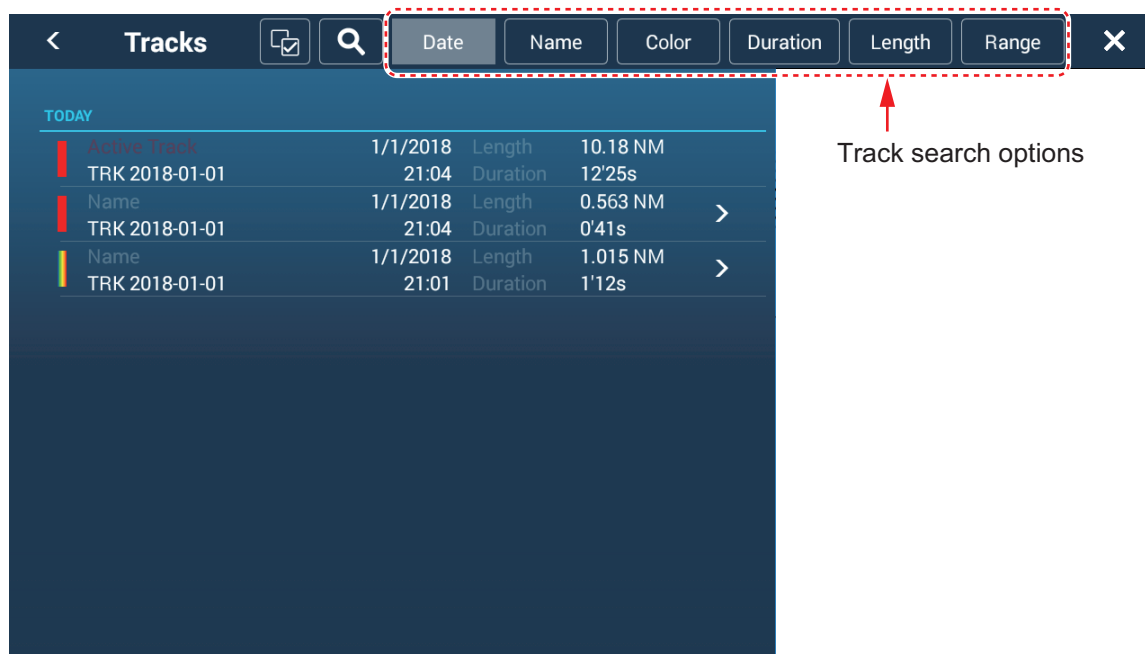 Tracks Date Name Color Duration Length Range
Track search options
TODAY
Active Track 1/1/2018 Length 10.18 NM
TRK 2018-01-01 21:04 Duration 12'25s
Name 1/1/2018 Length 0.563 NM
TRK 2018-01-01 21:04 Duration 0'41s
Name 1/1/2018 Length 1.015 NM
TRK 2018-01-01 21:01 Duration 1'12s